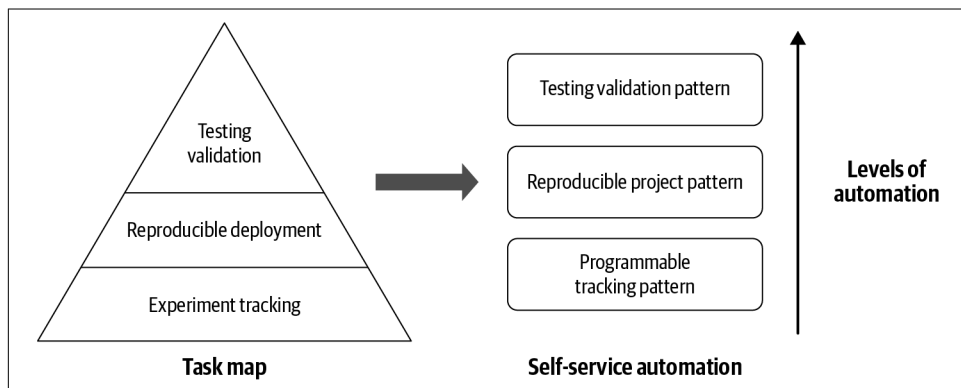 Testing
validation
Reproducible deployment
Experiment tracking
Task map
Testing validation pattern
Reproducible project pattern
Programmable
tracking pattern
Self-service automation
Levels of
automation